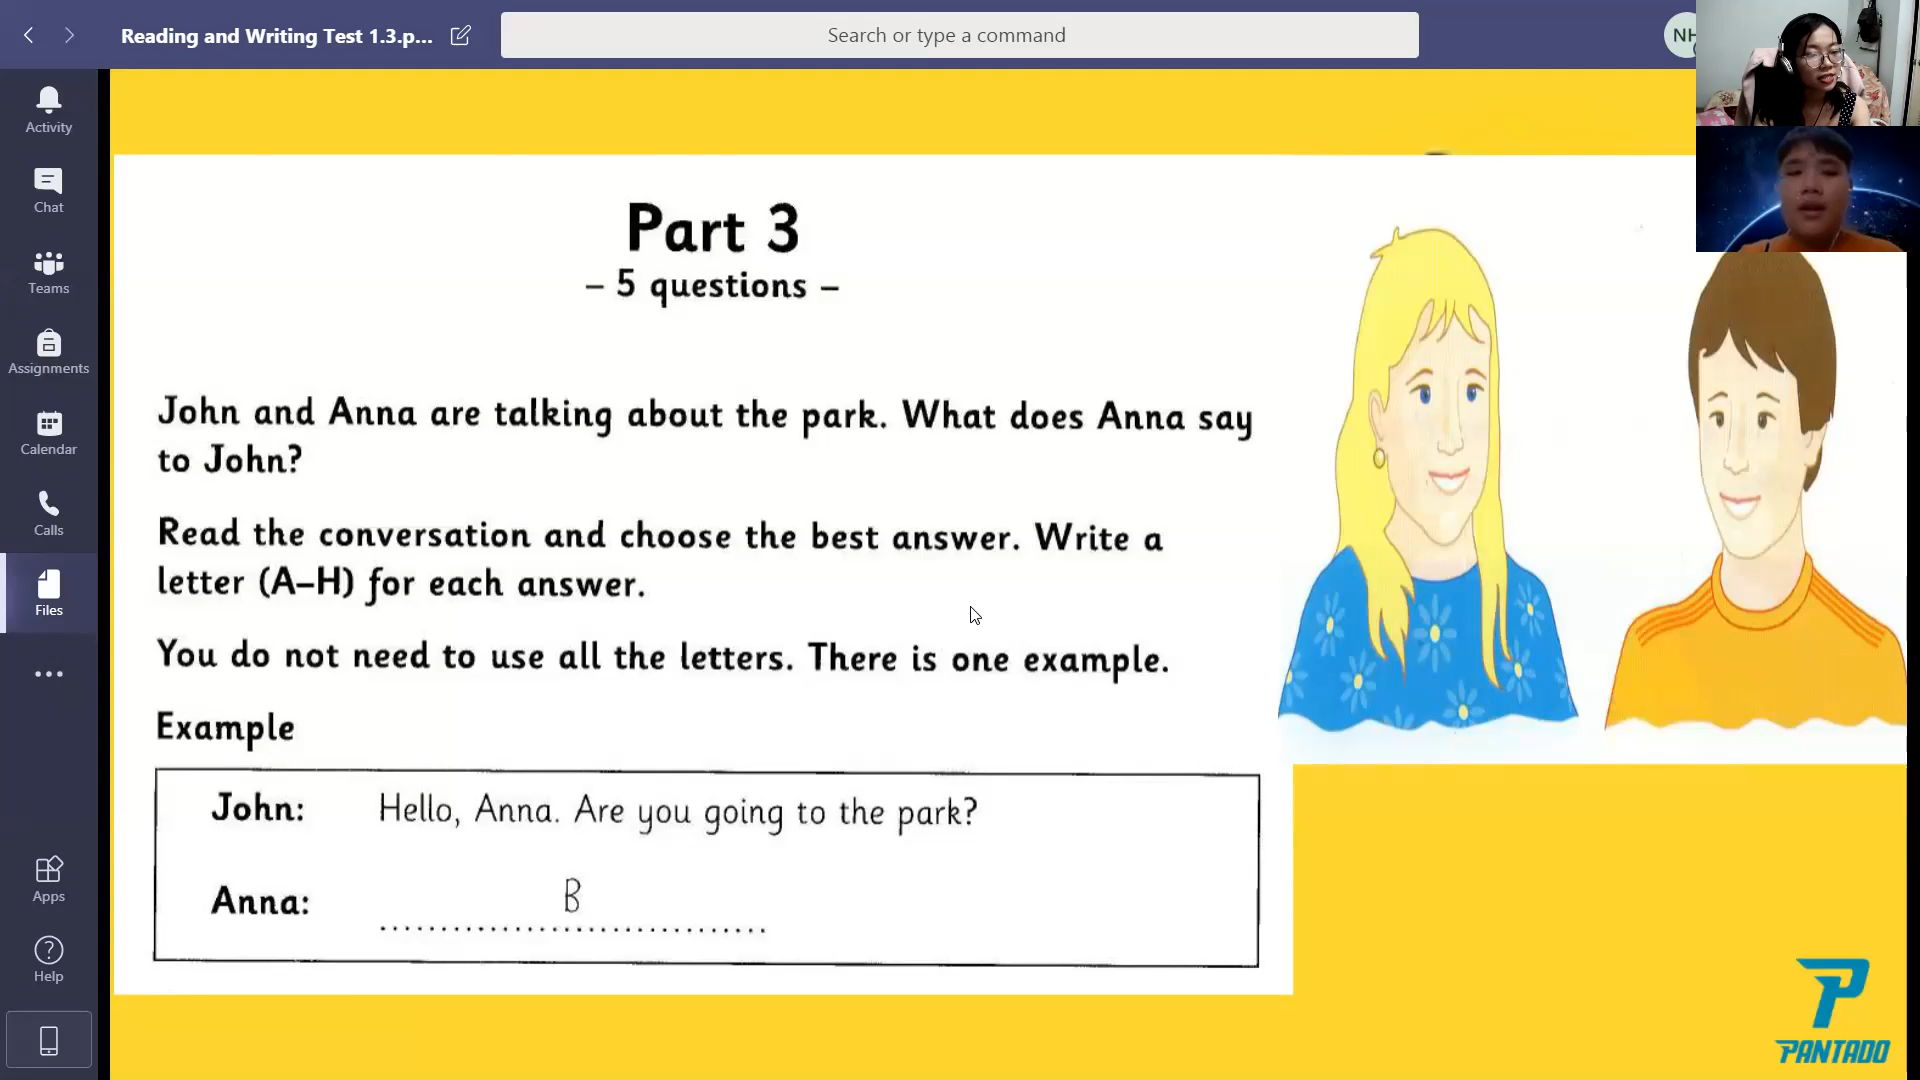 Reading and Writing Test 1.3.p...
Search or type a command
NH
Activity
Chat
Teams
Assignments
Calendar
Calls
Files
Apps
Help
Part 3
– 5 questions –
John and Anna are talking about the park. What does Anna say
to John?
Read the conversation and choose the best answer. Write a
letter (A–H) for each answer.
You do not need to use all the letters. There is one example.
Example
John: Hello, Anna. Are you going to the park?
Anna: B
PANTADO